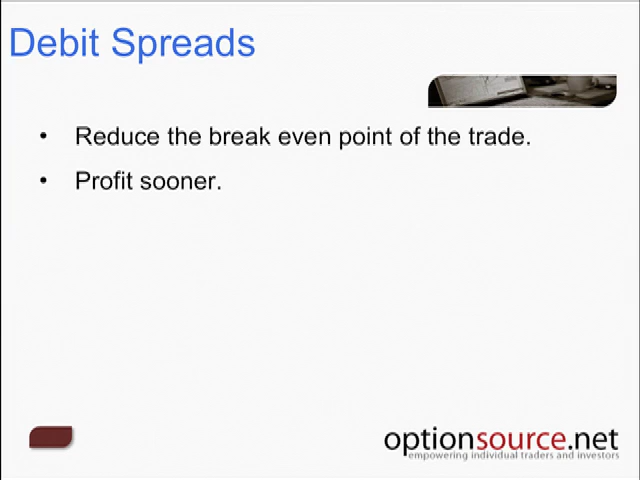 Debit Spreads
• Reduce the break even point of the trade.
• Profit sooner.
optionsource.net
empowering individual traders and investors